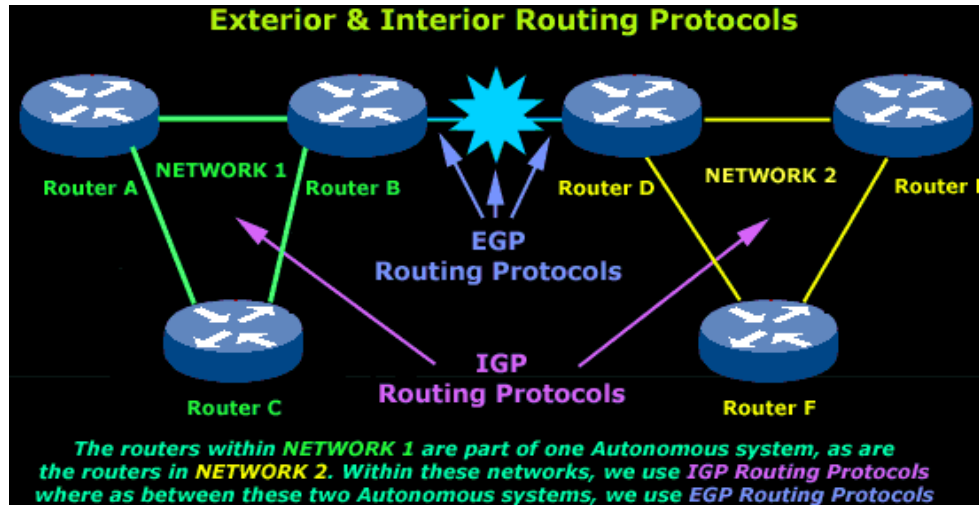 Exterior & Interior Routing Protocols
NETWORK 1
NETWORK 2
Router A
Router B
Router D
Router
EGP
Routing Protocols
IGP
Routing Protocols
Router C
Router F
The routers within NETWORK 1 are part of one Autonomous system, as are
the routers in NETWORK 2. Within these networks, we use IGP Routing Protocols
where as between these two Autonomous systems, we use EGP Routing Protocols